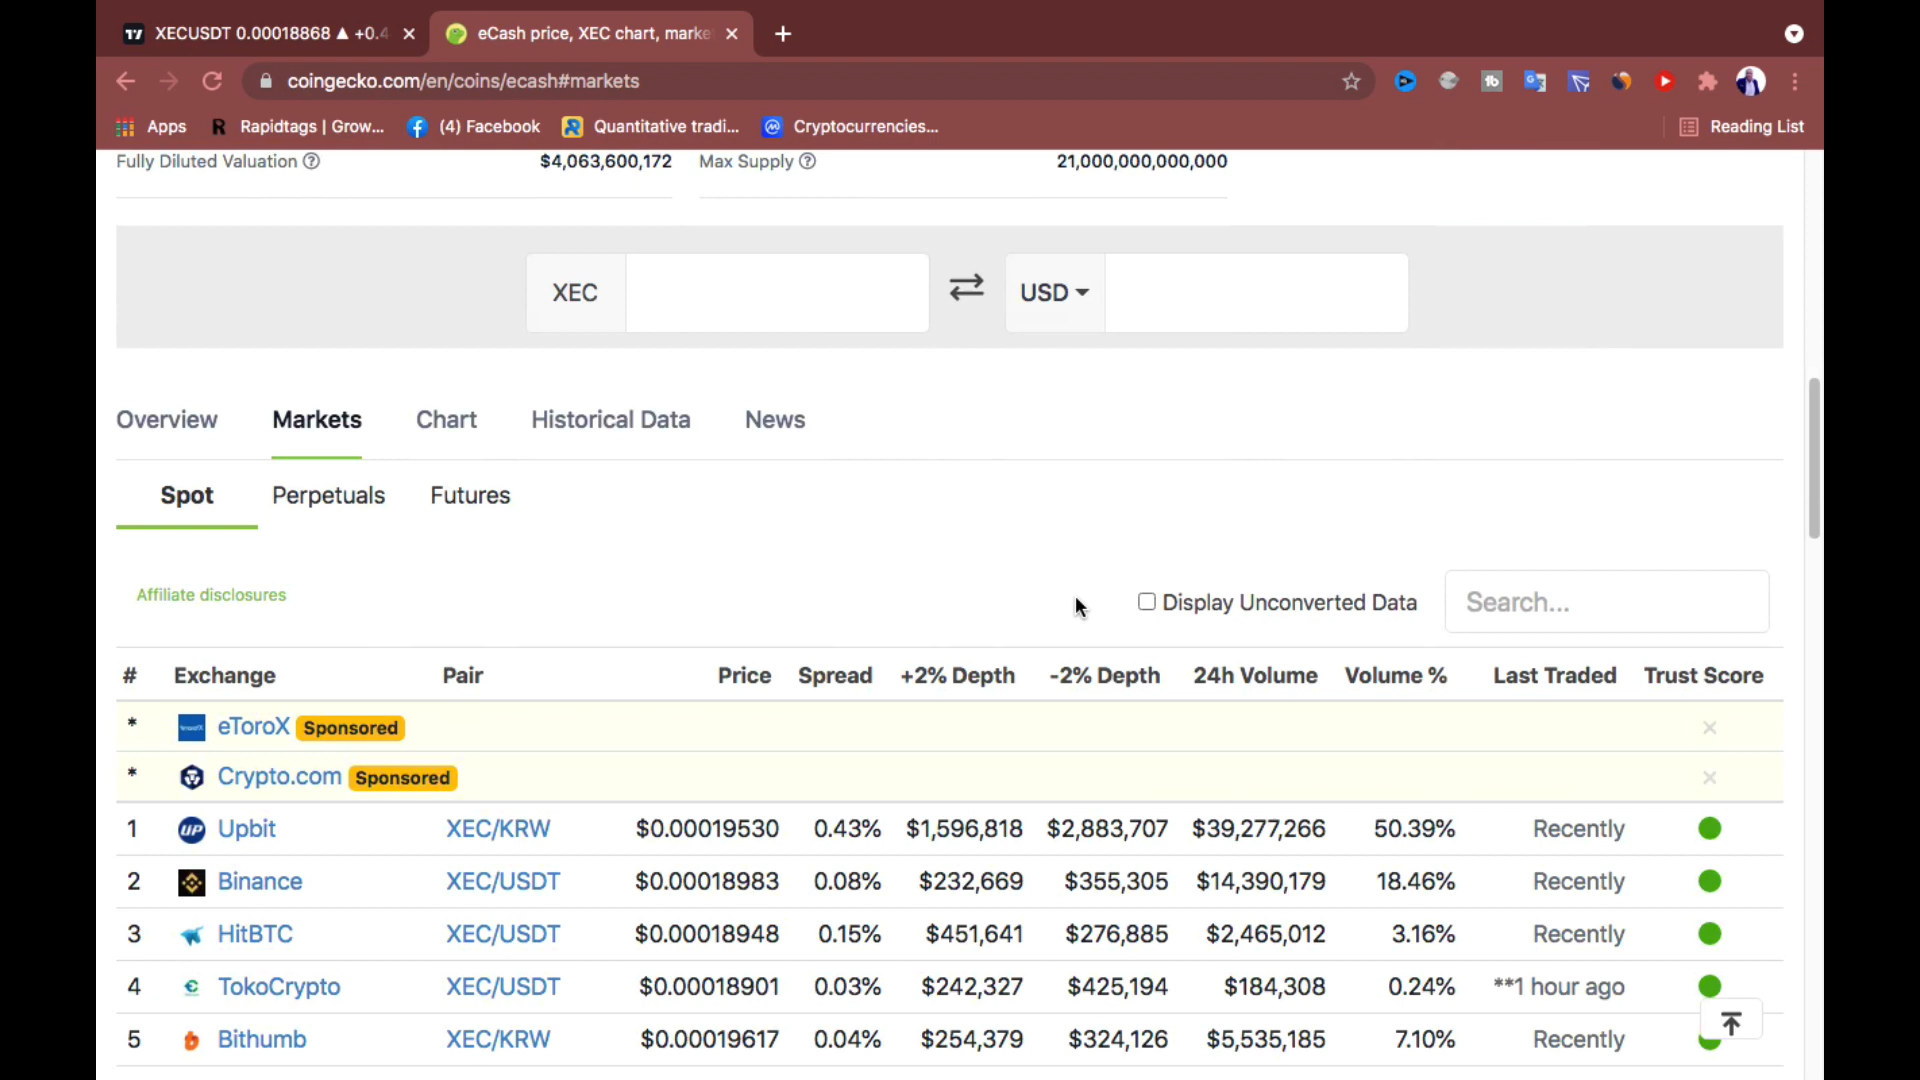 XECUSDT 0.00018868 ▲ +0.4
eCash price, XEC chart, marke
coingecko.com/en/coins/ecash#markets
Apps
Rapidtags | Grow...
(4) Facebook
Quantitative tradi...
Cryptocurrencies...
Reading List
Fully Diluted Valuation $4,063,600,172 Max Supply 21,000,000,000,000
XEC USD
Overview Markets Chart Historical Data News
Spot Perpetuals Futures
Affiliate disclosures
Display Unconverted Data
Search...
# Exchange Pair Price Spread +2% Depth -2% Depth 24h Volume Volume % Last Traded Trust Score
* eToroX Sponsored
* Crypto.com Sponsored
1 Upbit XEC/KRW $0.00019530 0.43% $1,596,818 $2,883,707 $39,277,266 50.39% Recently
2 Binance XEC/USDT $0.00018983 0.08% $232,669 $355,305 $14,390,179 18.46% Recently
3 HitBTC XEC/USDT $0.00018948 0.15% $451,641 $276,885 $2,465,012 3.16% Recently
4 TokoCrypto XEC/USDT $0.00018901 0.03% $242,327 $425,194 $184,308 0.24% **1 hour ago
5 Bithumb XEC/KRW $0.00019617 0.04% $254,379 $324,126 $5,535,185 7.10% Recently